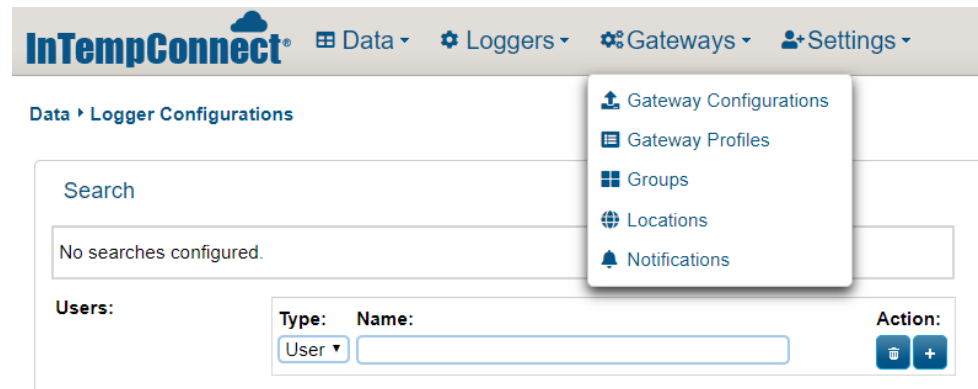 InTempConnect® Data Loggers Gateways Settings
Data Logger Configurations
Gateway Configurations
Gateway Profiles
Groups
Locations
Notifications
Search
No searches configured.
Users:
Type: Name: Action:
User